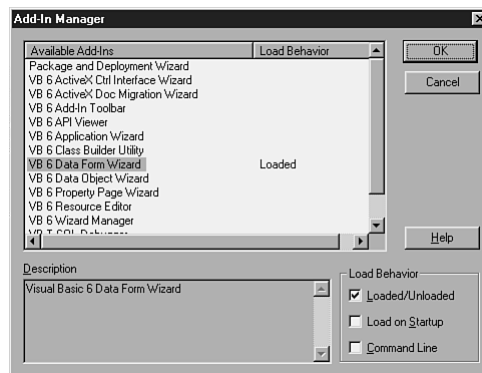 Add-In Manager
Available Add-Ins Load Behavior
Package and Deployment Wizard
VB 6 ActiveX Ctrl Interface Wizard
VB 6 ActiveX Doc Migration Wizard
VB 6 Add-In Toolbar
VB 6 API Viewer
VB 6 Application Wizard
VB 6 Class Builder Utility
VB 6 Data Form Wizard Loaded
VB 6 Data Object Wizard
VB 6 Property Page Wizard
VB 6 Resource Editor
VB 6 Wizard Manager
OK
Cancel
Help
Description
Visual Basic 6 Data Form Wizard
Load Behavior
Loaded/Unloaded
Load on Startup
Command Line